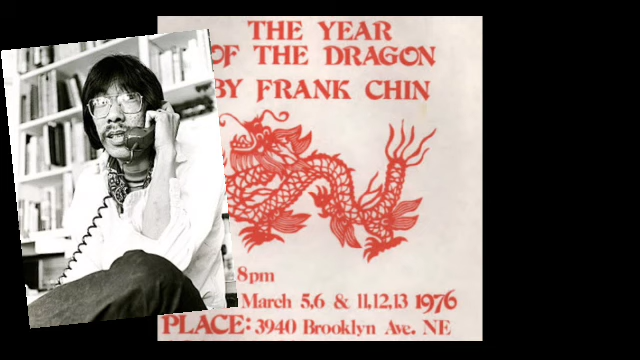 THE YEAR
OF THE DRAGON
BY FRANK CHIN
8pm
March 5,6 & 11,12,13 1976
PLACE: 3940 Brooklyn Ave. NE